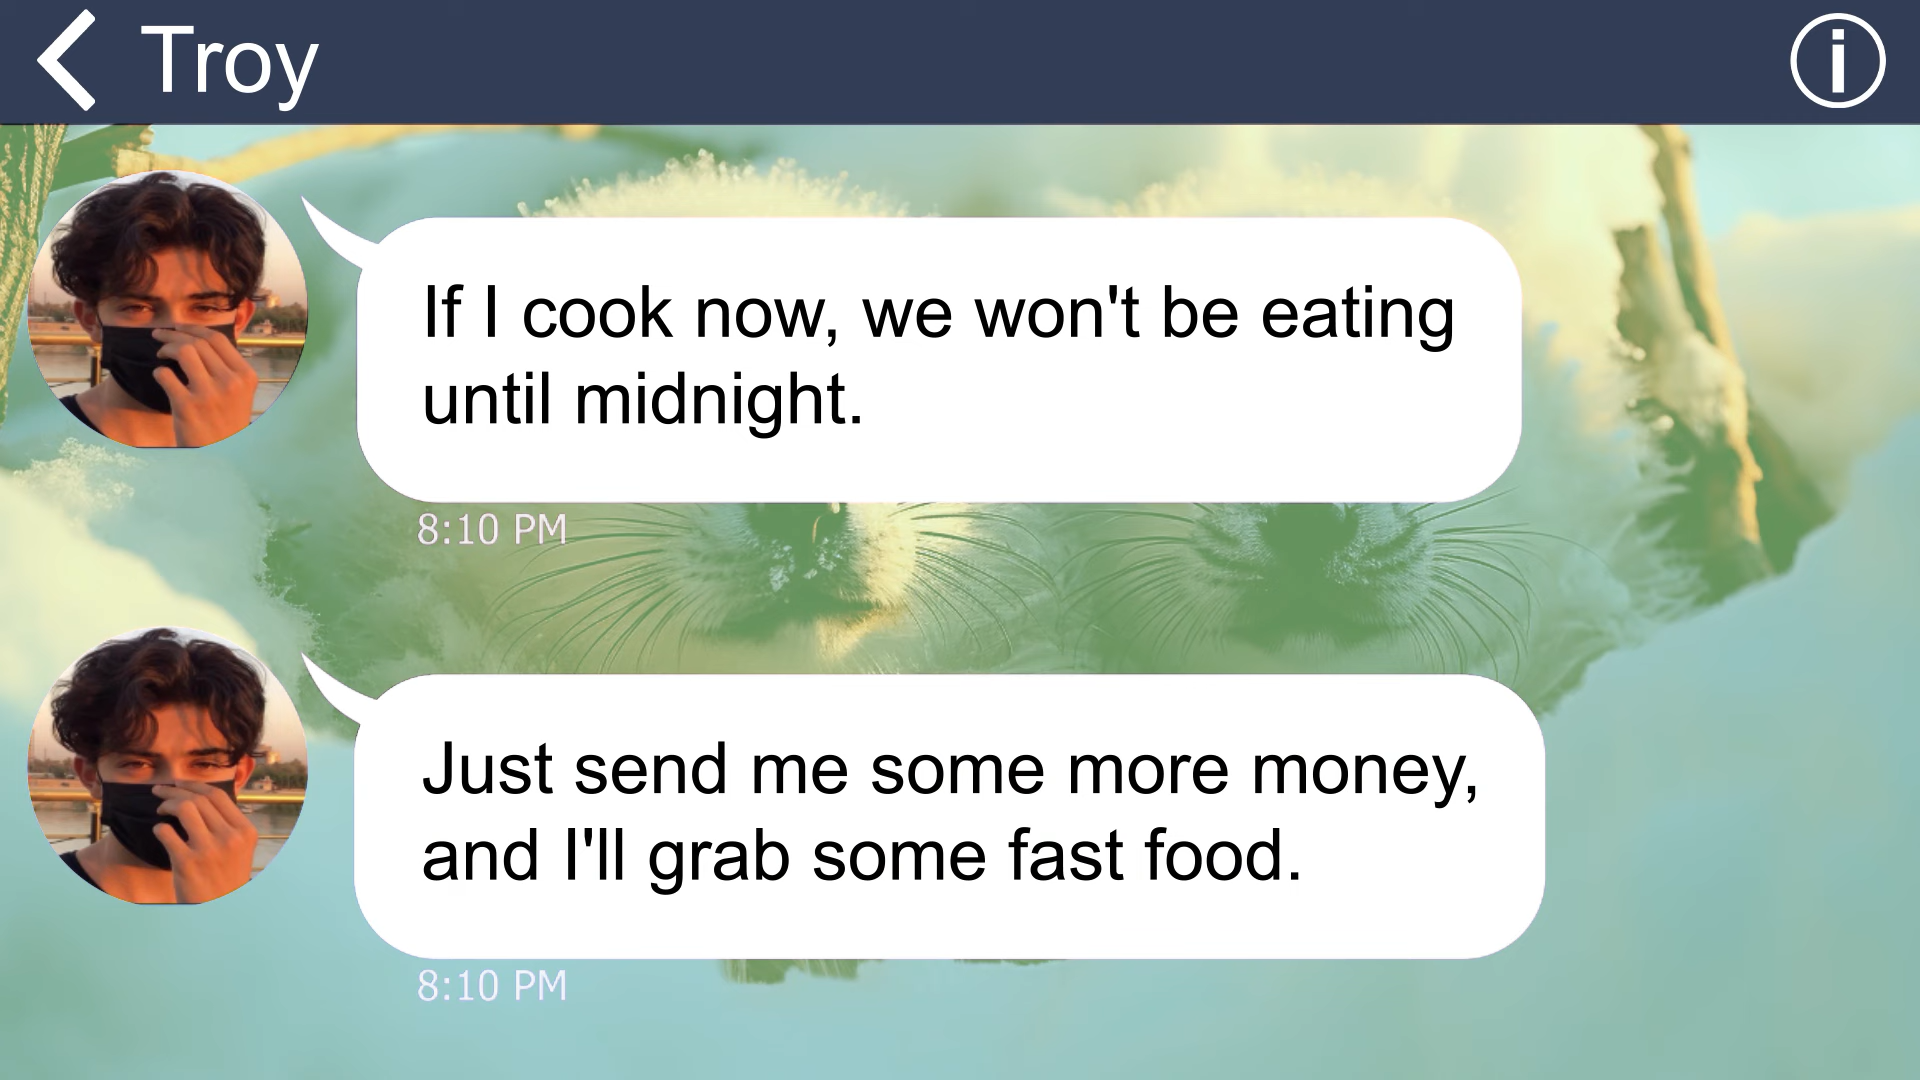 Troy
If I cook now, we won't be eating
until midnight.
8:10 PM
Just send me some more money,
and I'll grab some fast food.
8:10 PM